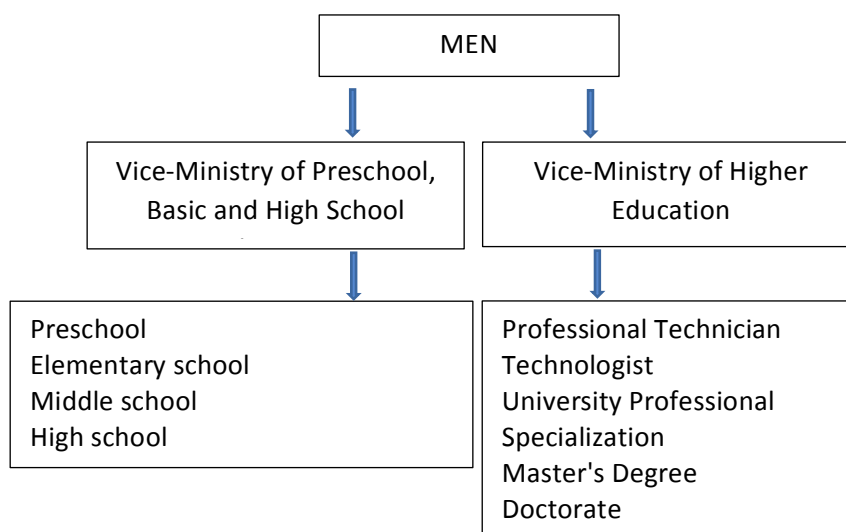 MEN
Vice-Ministry of Preschool,
Basic and High School
Vice-Ministry of Higher
Education
Preschool
Elementary school
Middle school
High school
Professional Technician
Technologist
University Professional
Specialization
Master's Degree
Doctorate